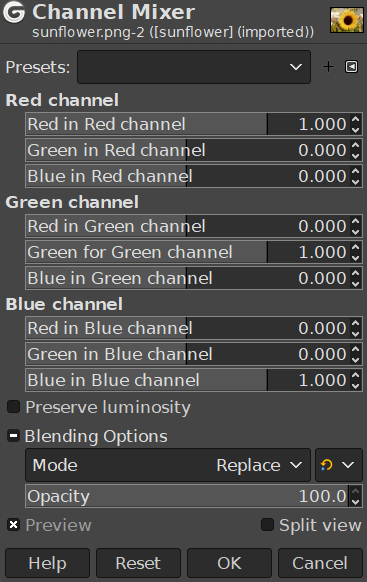 Channel Mixer
sunflower.png-2 ([sunflower] (imported))
Presets:
Red channel
Red in Red channel 1.000
Green in Red channel 0.000
Blue in Red channel 0.000
Green channel
Red in Green channel 0.000
Green for Green channel 1.000
Blue in Green channel 0.000
Blue channel
Red in Blue channel 0.000
Green in Blue channel 0.000
Blue in Blue channel 1.000
Preserve luminosity
Blending Options
Mode Replace
Opacity 100.0
Preview Split view
Help Reset OK Cancel